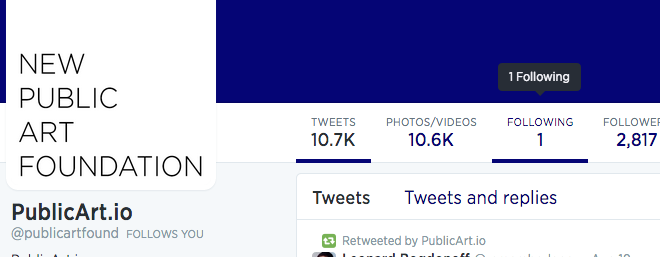 NEW
PUBLIC
ART
FOUNDATION
1 Following
TWEETS PHOTOS/VIDEOS FOLLOWING FOLLOWER
10.7K 10.6K 1 2,817
PublicArt.io
@publicartfound FOLLOWS YOU
Tweets Tweets and replies
Retweeted by PublicArt.io